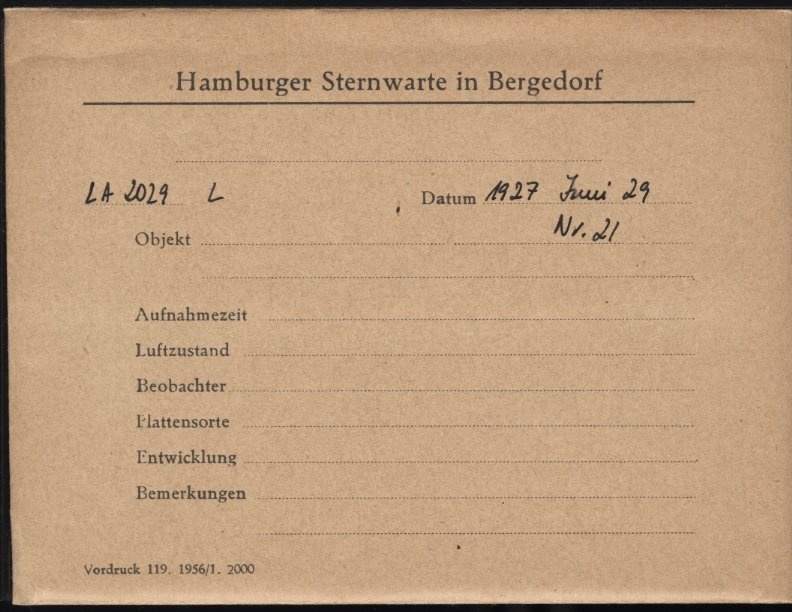 Hamburger Sternwarte in Bergedorf
LA 2029 L Datum 1927 Juni 29
Objekt Nr. 21
Aufnahmezeit
Luftzustand
Beobachter
Plattensorte
Entwicklung
Bemerkungen
Vordruck 119. 1956/1. 2000